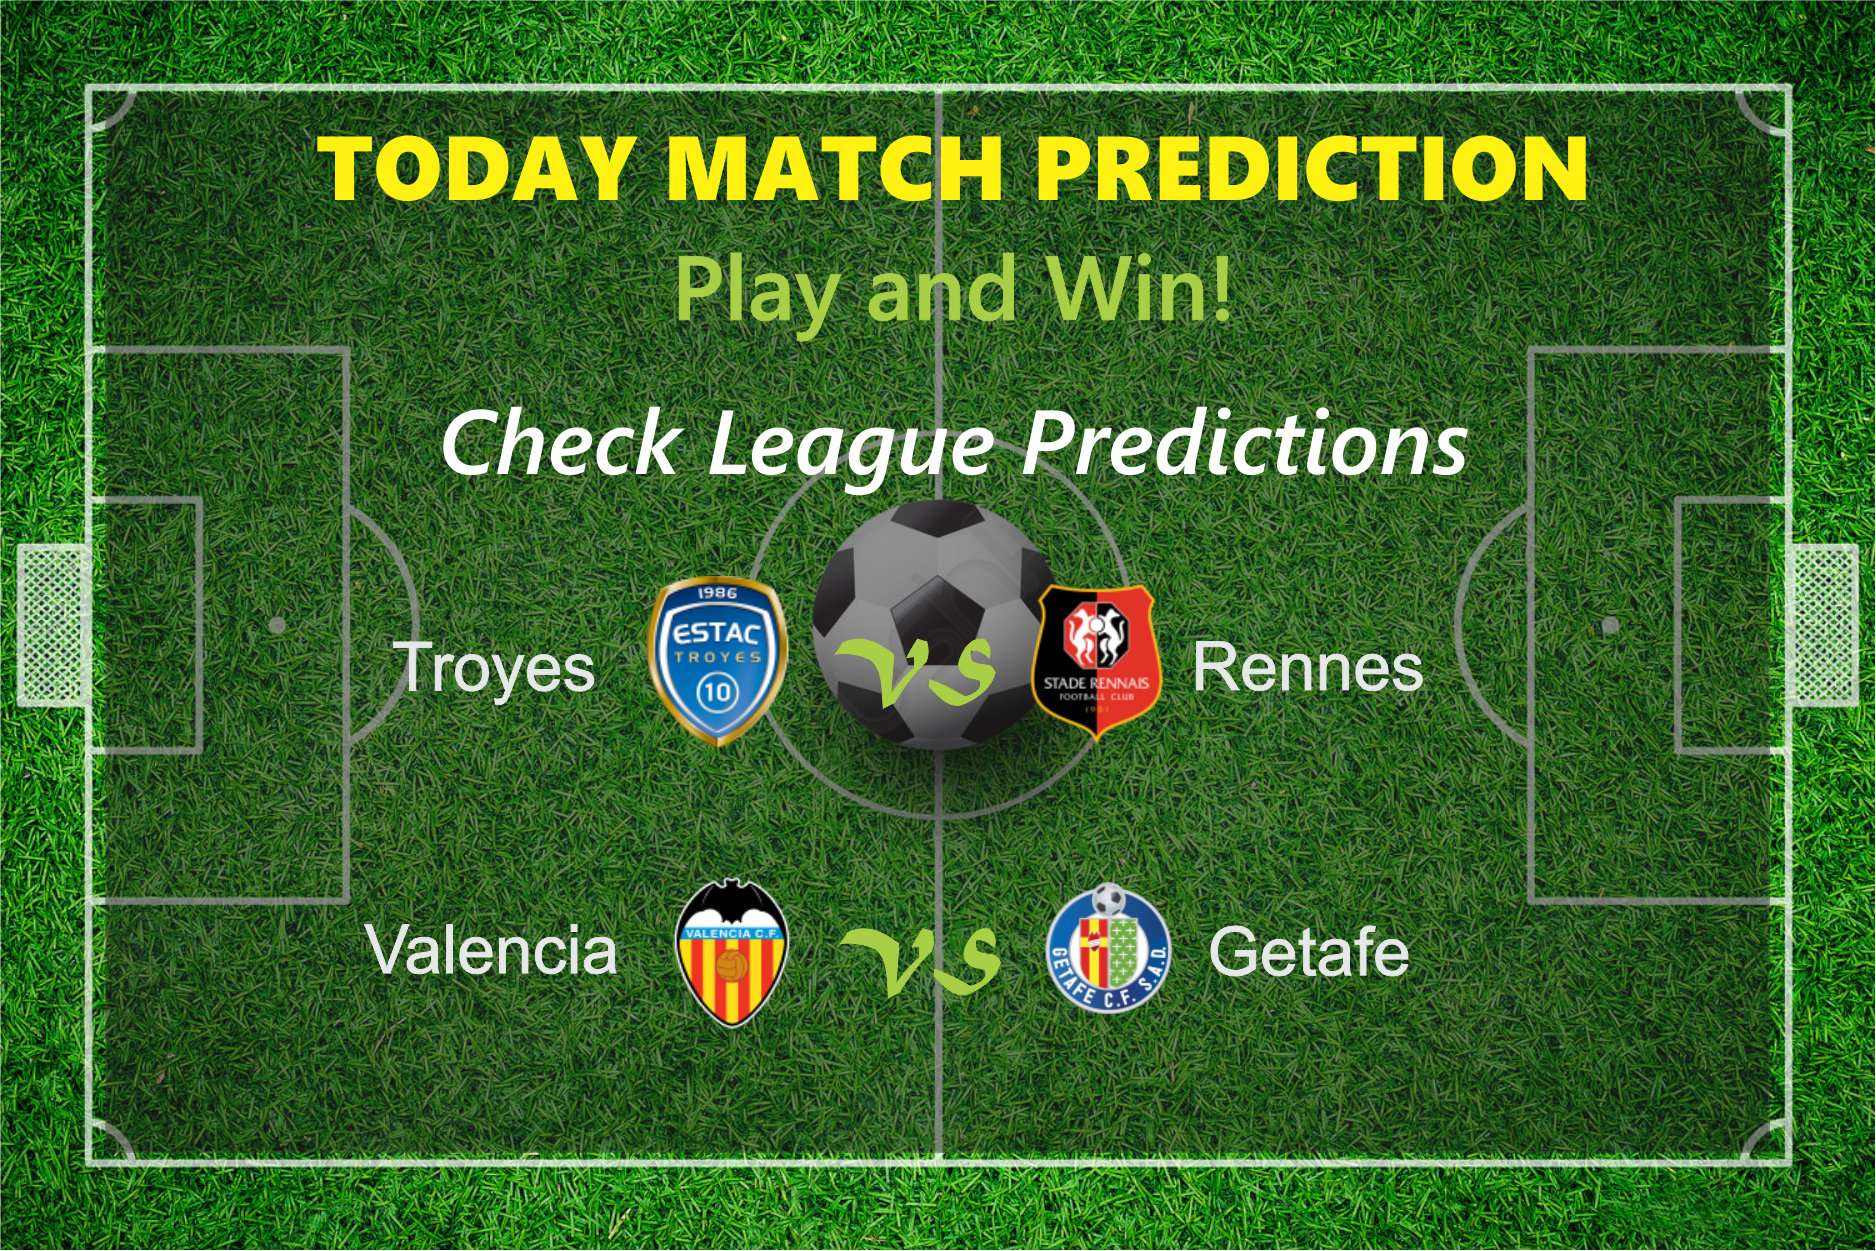 TODAY MATCH PREDICTION
Play and Win!
Check League Predictions
Troyes
1986
ESTAC
TROYES
10
vs
STADE RENNAIS
FOOTBALL CLUB
1901
Rennes
Valencia
VALENCIA C.F.
vs
GETAFE C.F. S.A.D.
Getafe